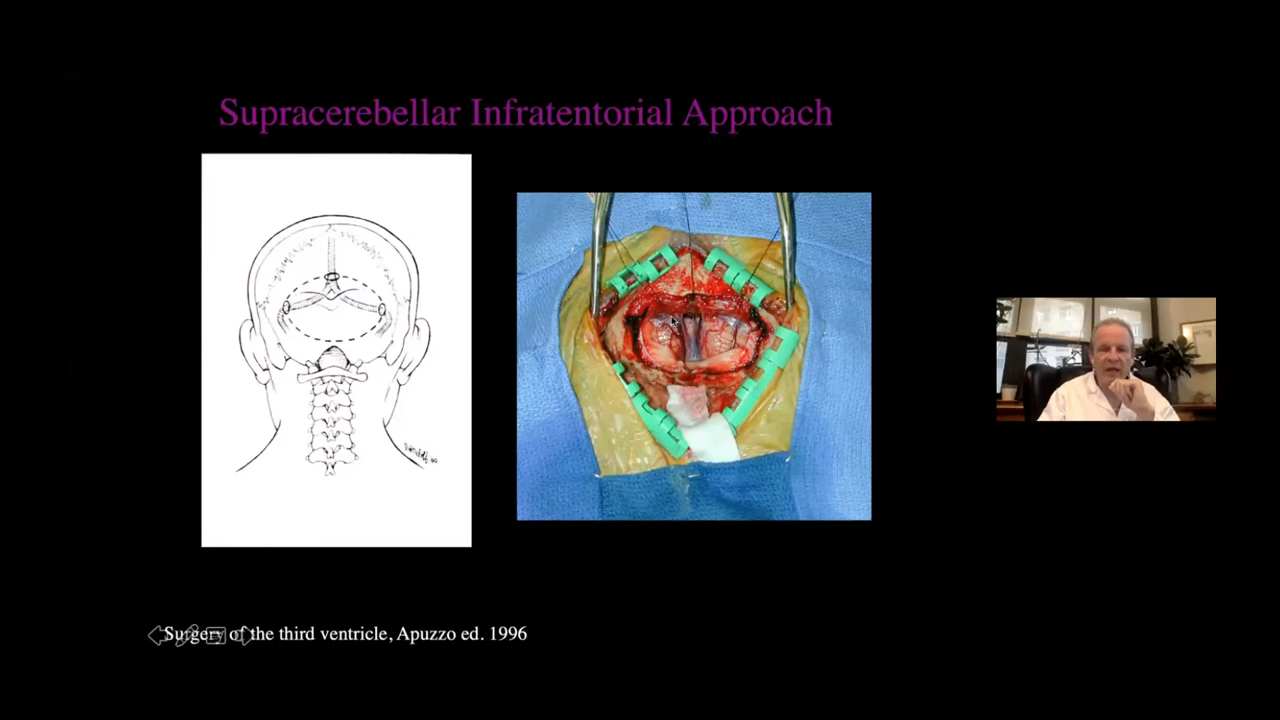 Supracerebellar Infratentorial Approach
Surgery of the third ventricle, Apuzzo ed. 1996